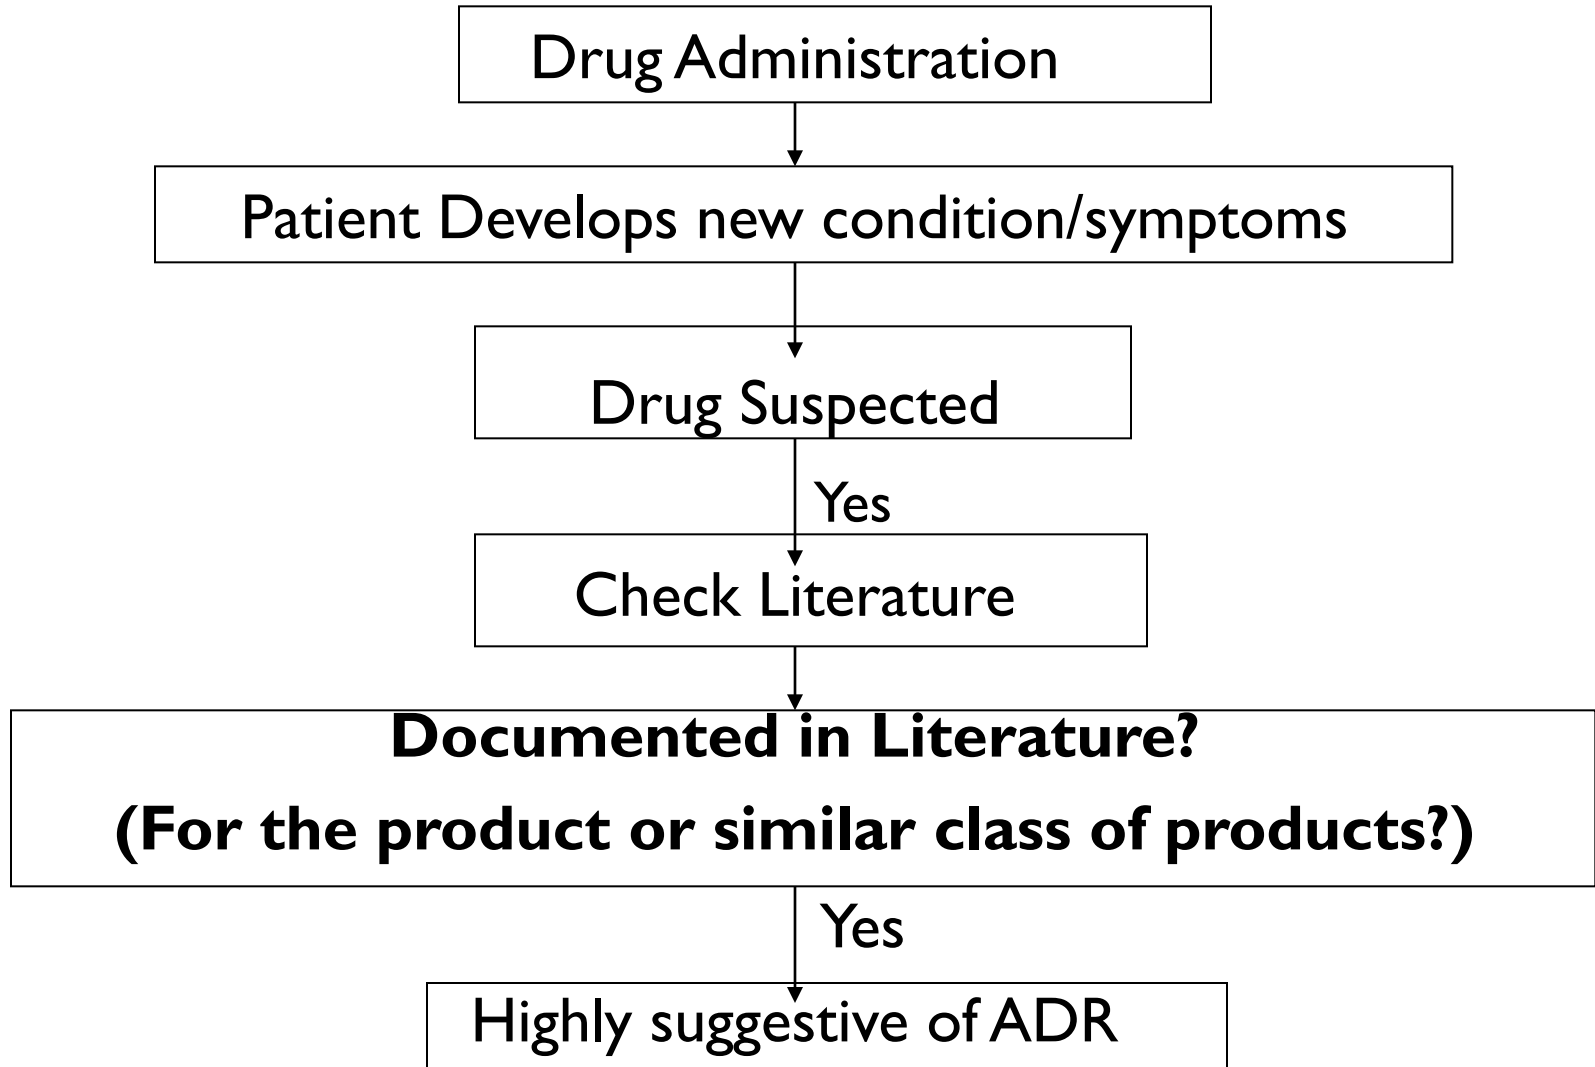 Drug Administration
Patient Develops new condition/symptoms
Drug Suspected
Yes
Check Literature
Documented in Literature?
(For the product or similar class of products?)
Yes
Highly suggestive of ADR